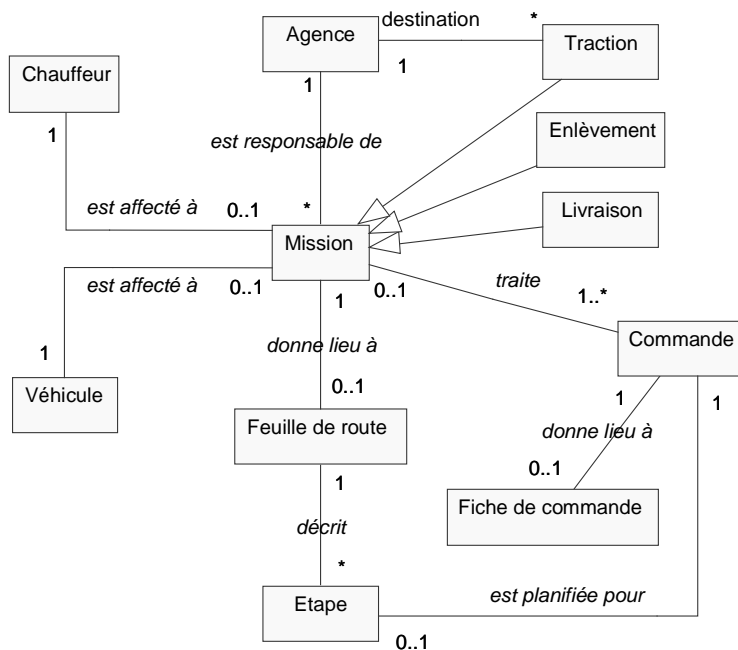 destination
*
Agence
Traction
1
Chauffeur
1
1
Enlèvement
est responsable de
Livraison
est affecté à
0..1
*
Mission
est affecté à
0..1
1
0..1
traite
1..*
Commande
1
donne lieu à
Véhicule
0..1
1
1
Feuille de route
donne lieu à
1
0..1
Fiche de commande
décrit
*
Etape
est planifiée pour
0..1